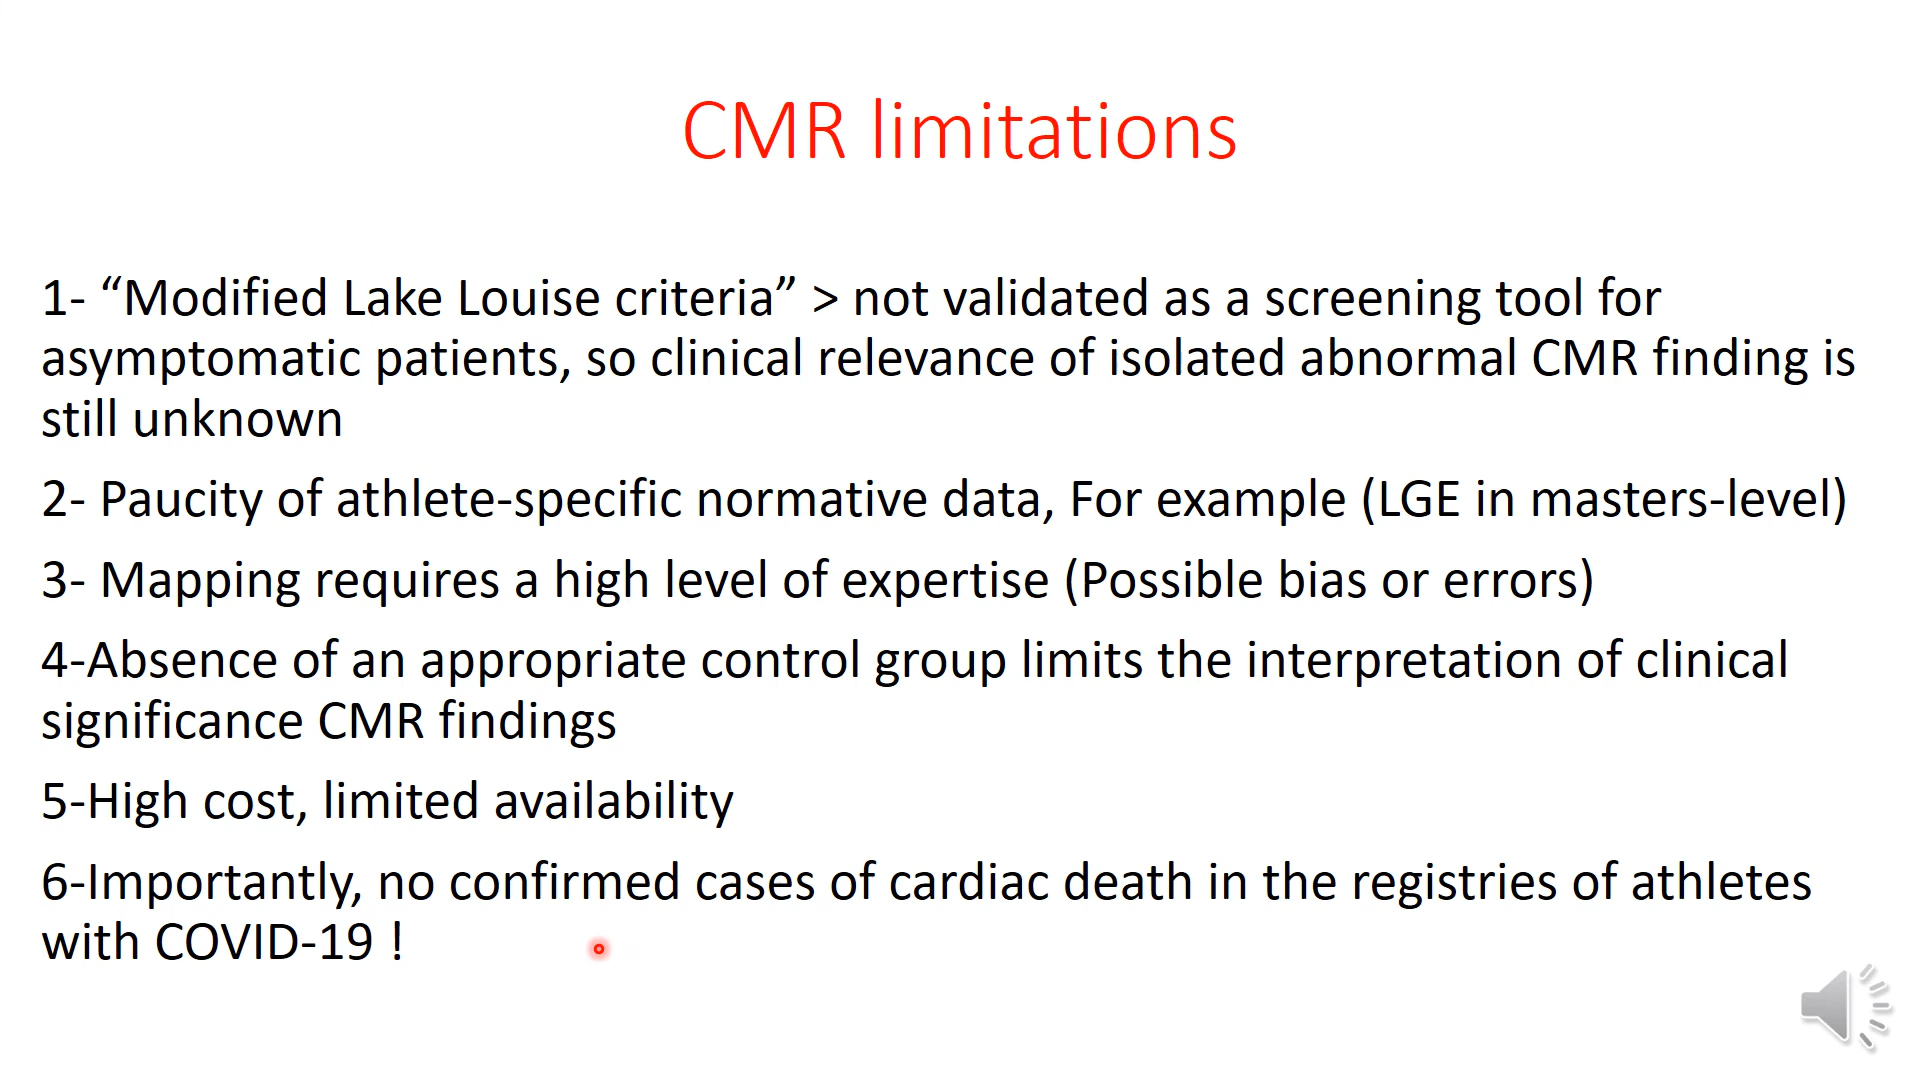 CMR limitations
1- “Modified Lake Louise criteria” > not validated as a screening tool for
asymptomatic patients, so clinical relevance of isolated abnormal CMR finding is
still unknown
2- Paucity of athlete-specific normative data, For example (LGE in masters-level)
3- Mapping requires a high level of expertise (Possible bias or errors)
4-Absence of an appropriate control group limits the interpretation of clinical
significance CMR findings
5-High cost, limited availability
6-Importantly, no confirmed cases of cardiac death in the registries of athletes
with COVID-19 !